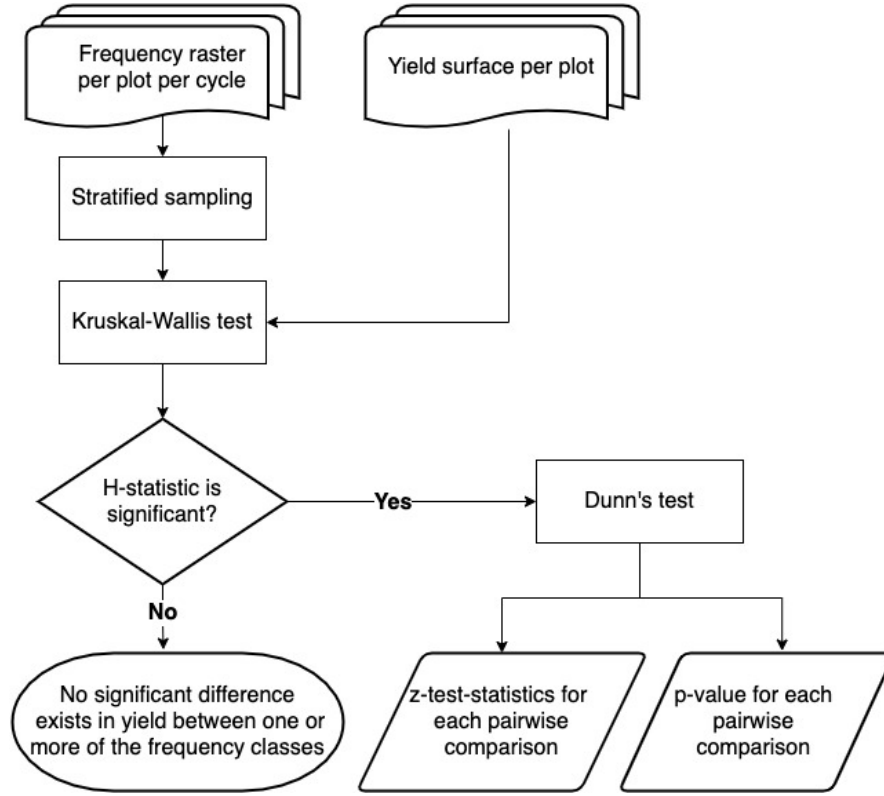 Frequency raster
per plot per cycle
Yield surface per plot
Stratified sampling
Kruskal-Wallis test
H-statistic is
significant?
Yes
Dunn's test
No
No significant difference
exists in yield between one or
more of the frequency classes
z-test-statistics for
each pairwise
comparison
p-value for each
pairwise
comparison